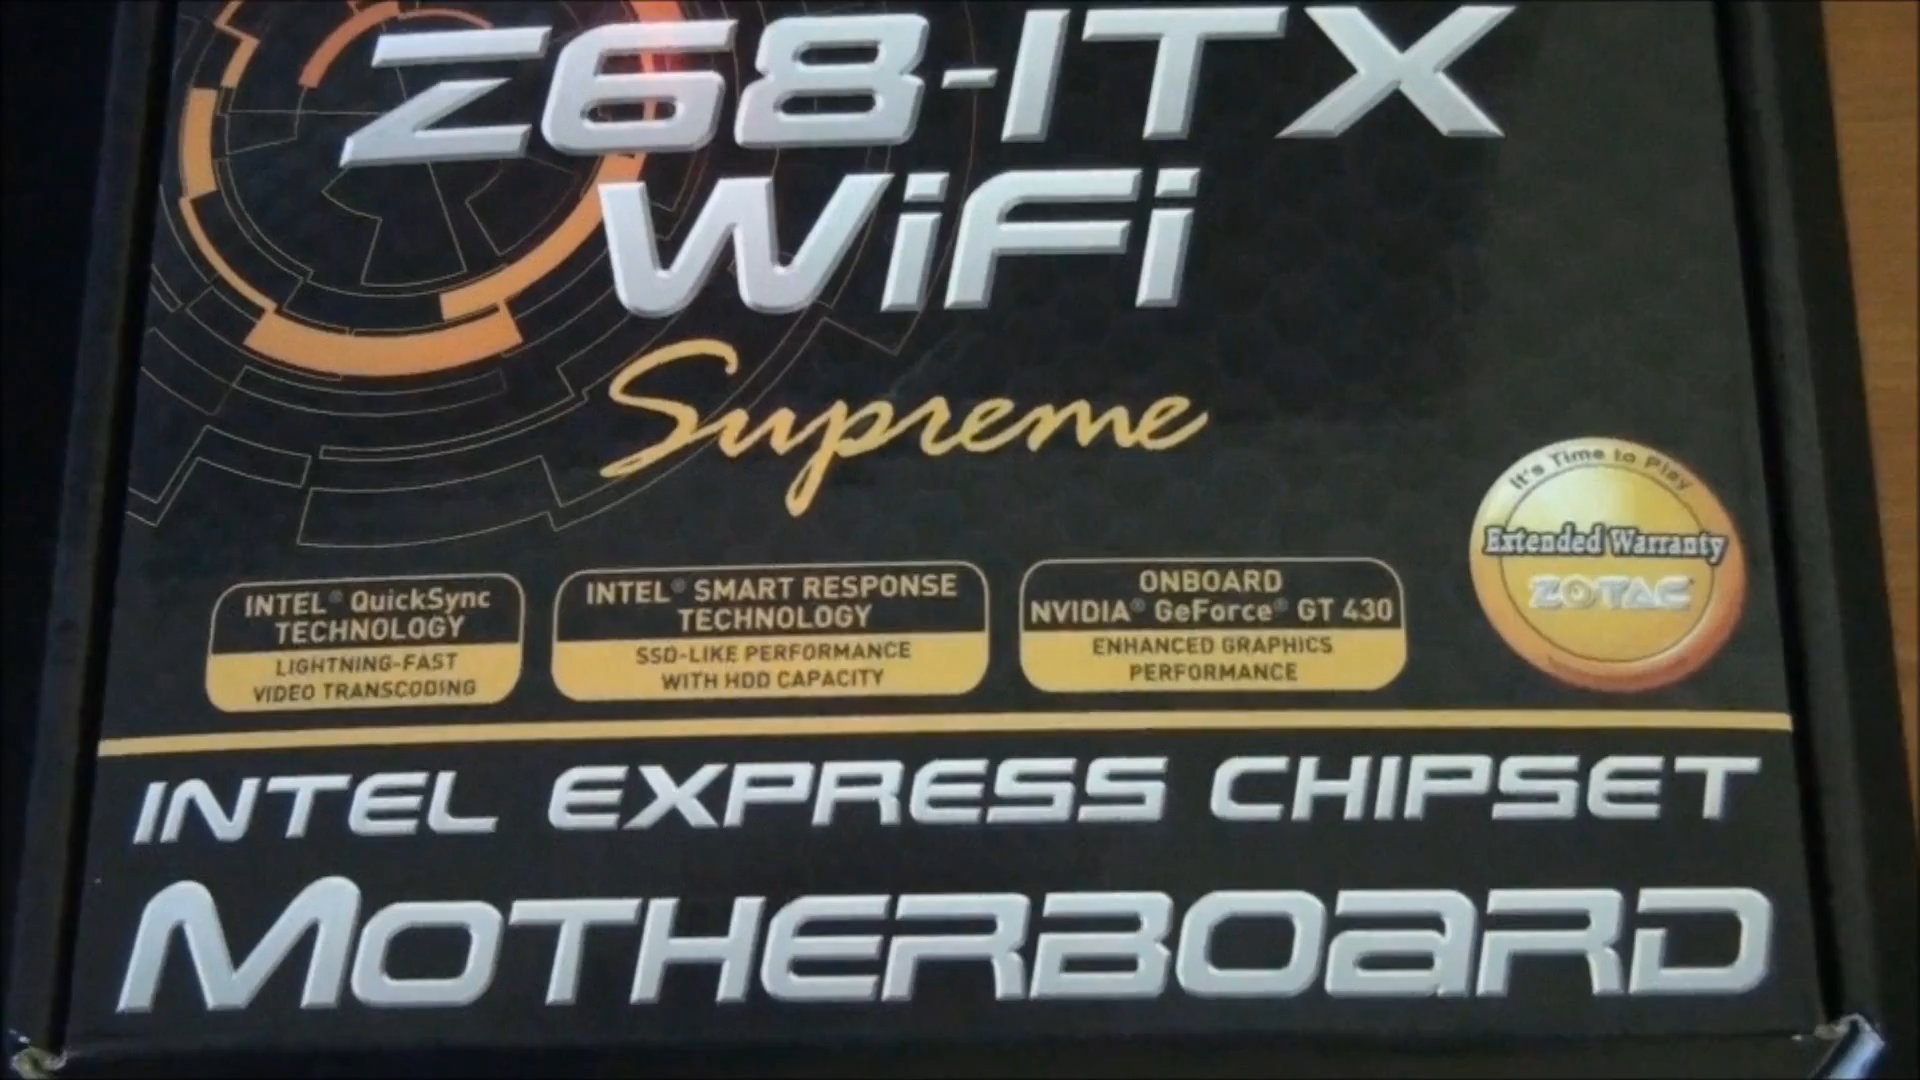 Z68-ITX
WiFi
Supreme
It's Time to Play
Extended Warranty
ZOTAC
INTEL® QuickSync
TECHNOLOGY
LIGHTNING-FAST
VIDEO TRANSCODING
INTEL® SMART RESPONSE
TECHNOLOGY
SSD-LIKE PERFORMANCE
WITH HDD CAPACITY
ONBOARD
NVIDIA® GeForce® GT 430
ENHANCED GRAPHICS
PERFORMANCE
INTEL EXPRESS CHIPSET
MOTHERBOARD